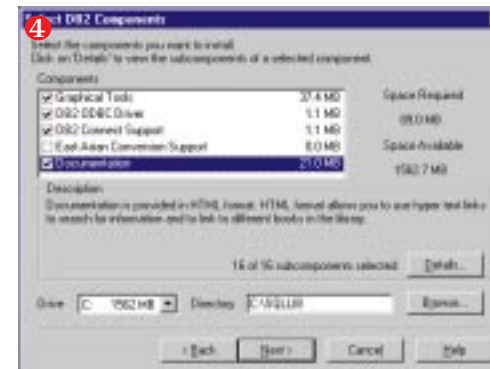 4
Select DB2 Components
Select the components you want to install.
Click on 'Details' to view the subcomponents of a selected component.
Components
Graphical Tools 37.4 MB
DB2 ODBC Driver 1.1 MB
DB2 Connect Support 1.1 MB
East Asian Conversion Support 8.0 MB
Documentation 21.0 MB
Space Required
89.0 MB
Space Available
1562.7 MB
Description
Documentation is provided in HTML format. HTML format allows you to use hyper text links
to search for information and to link to different books in the library.
16 of 16 subcomponents selected
Details...
Drive C: 1562 MB Directory C:\SQLLIB Browse...
< Back Next > Cancel Help